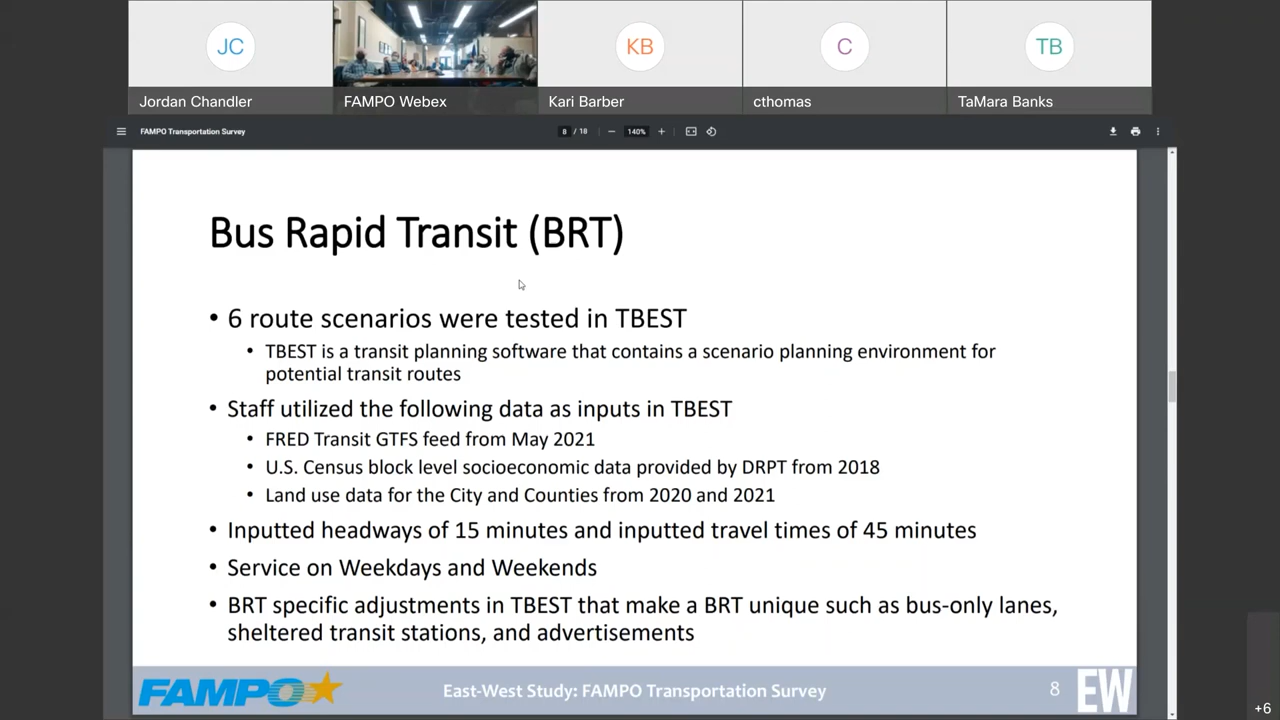 JC
KB
C
TB
Jordan Chandler
FAMPO Webex
Kari Barber
cthomas
TaMara Banks
FAMPO Transportation Survey
8 / 18
140%
Bus Rapid Transit (BRT)
• 6 route scenarios were tested in TBEST
• TBEST is a transit planning software that contains a scenario planning environment for
potential transit routes
• Staff utilized the following data as inputs in TBEST
• FRED Transit GTFS feed from May 2021
• U.S. Census block level socioeconomic data provided by DRPT from 2018
• Land use data for the City and Counties from 2020 and 2021
• Inputted headways of 15 minutes and inputted travel times of 45 minutes
• Service on Weekdays and Weekends
• BRT specific adjustments in TBEST that make a BRT unique such as bus-only lanes,
sheltered transit stations, and advertisements
FAMPO
East-West Study: FAMPO Transportation Survey
8
EW
+6